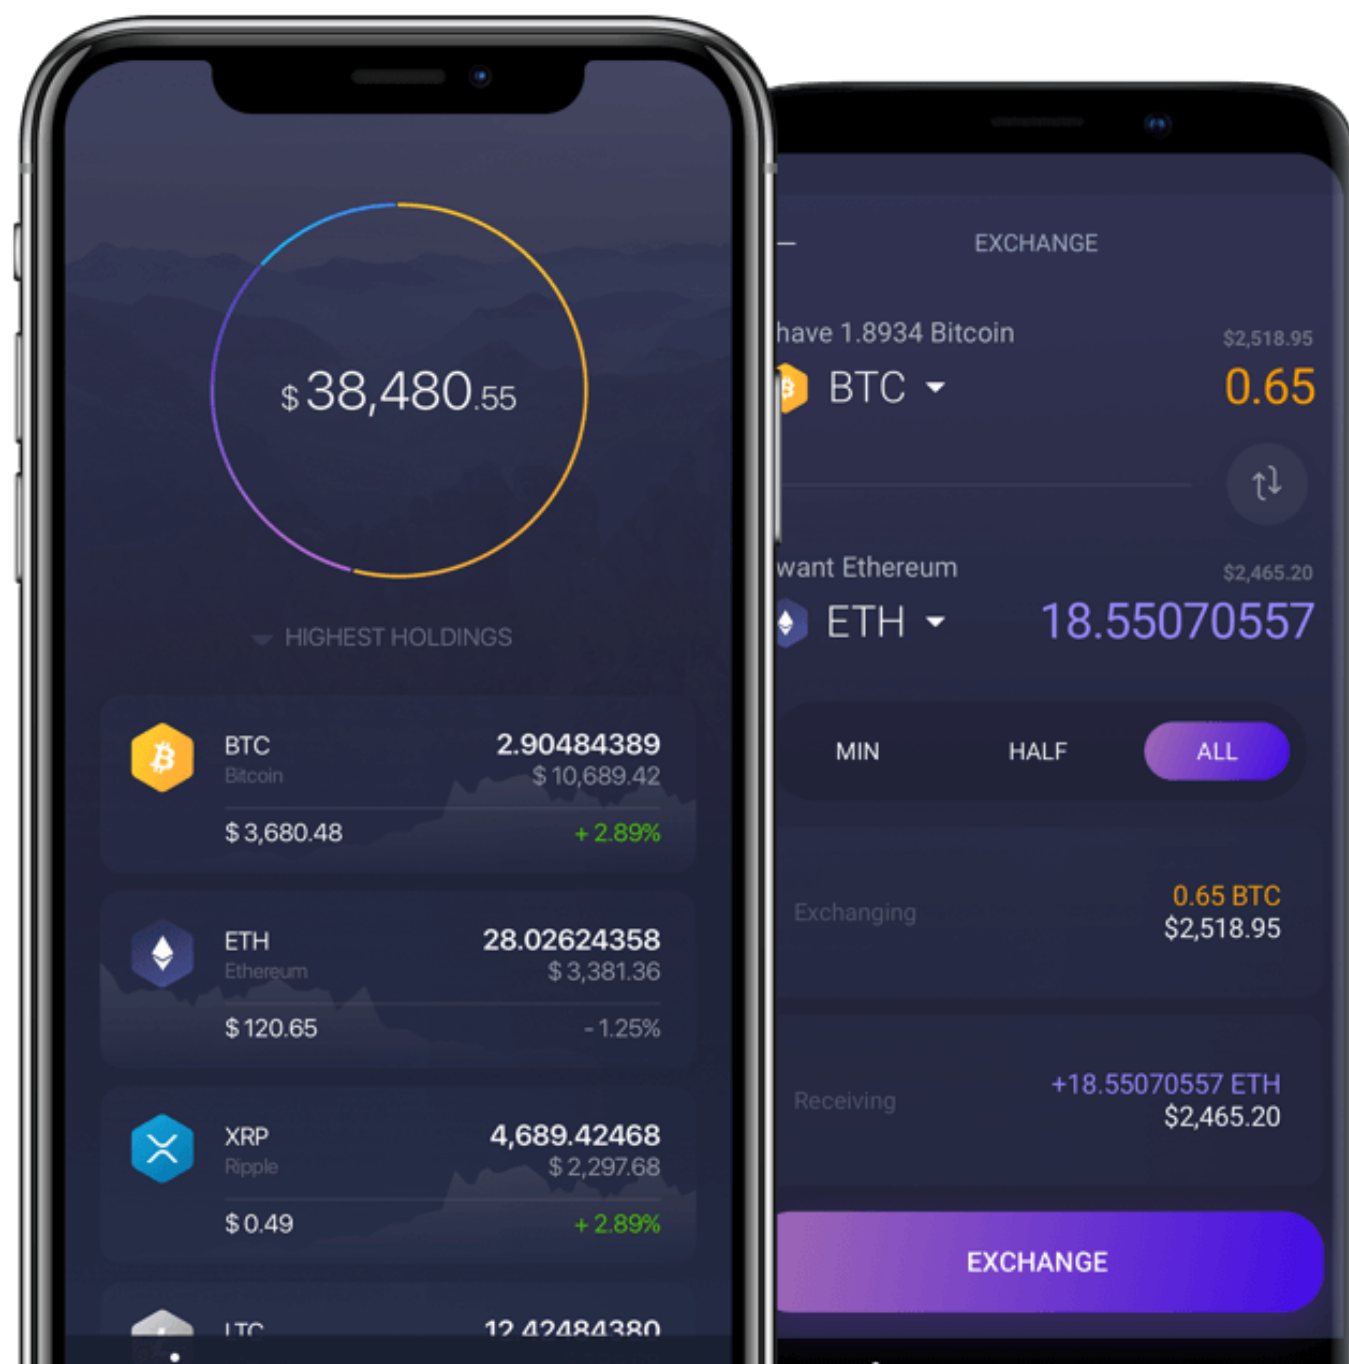 $38,480.55
HIGHEST HOLDINGS
BTC 2.90484389
Bitcoin $10,689.42
$3,680.48 +2.89%
ETH 28.02624358
Ethereum $3,381.36
$120.65 -1.25%
XRP 4,689.42468
Ripple $2,297.68
$0.49 +2.89%
LTC 12.42484380
EXCHANGE
have 1.8934 Bitcoin $2,518.95
BTC 0.65
want Ethereum $2,465.20
ETH 18.55070557
MIN HALF ALL
0.65 BTC
Exchanging $2,518.95
+18.55070557 ETH
Receiving $2,465.20
EXCHANGE